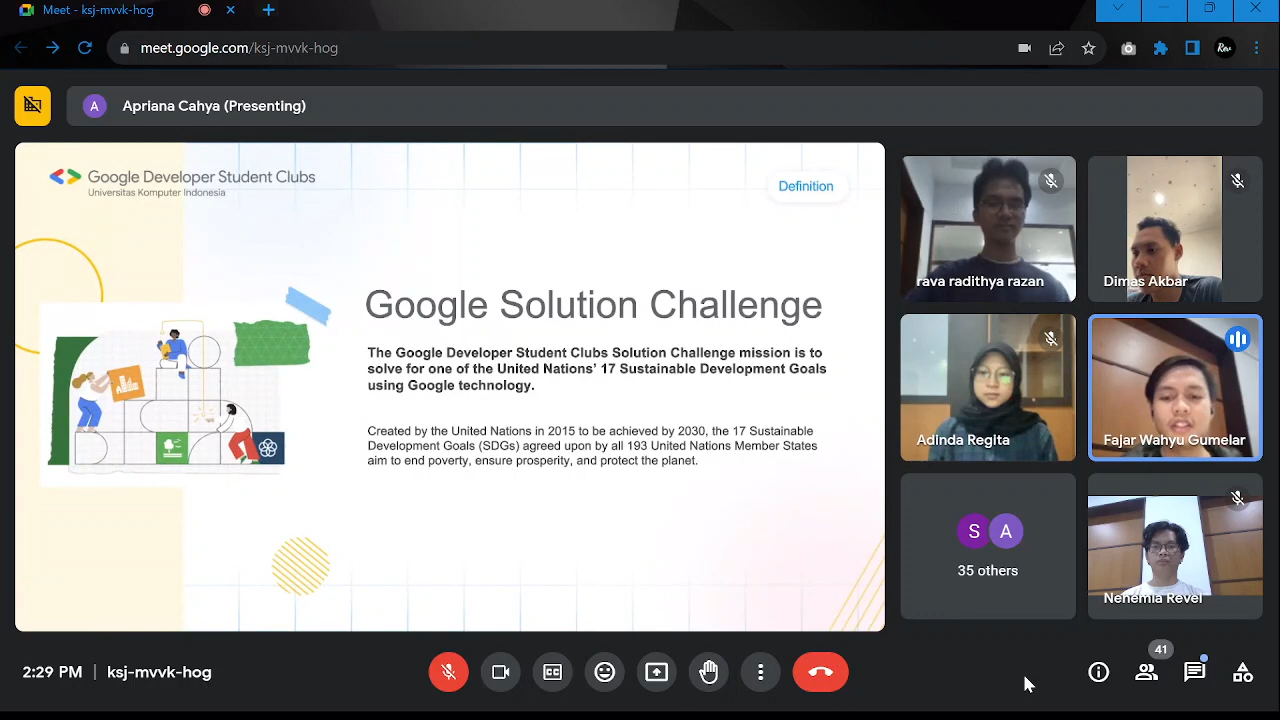 Meet - ksj-mvvk-hog
meet.google.com/ksj-mvvk-hog
Rev
A
Apriana Cahya (Presenting)
Google Developer Student Clubs
Universitas Komputer Indonesia
Definition
Google Solution Challenge
The Google Developer Student Clubs Solution Challenge mission is to
solve for one of the United Nations’ 17 Sustainable Development Goals
using Google technology.
Created by the United Nations in 2015 to be achieved by 2030, the 17 Sustainable
Development Goals (SDGs) agreed upon by all 193 United Nations Member States
aim to end poverty, ensure prosperity, and protect the planet.
rava raditya razan
Dimas Akbar
Adinda Regita
Fajar Wahyu Gumelar
S A
35 others
Nehemia Revel
2:29 PM | ksj-mvvk-hog
CC
41